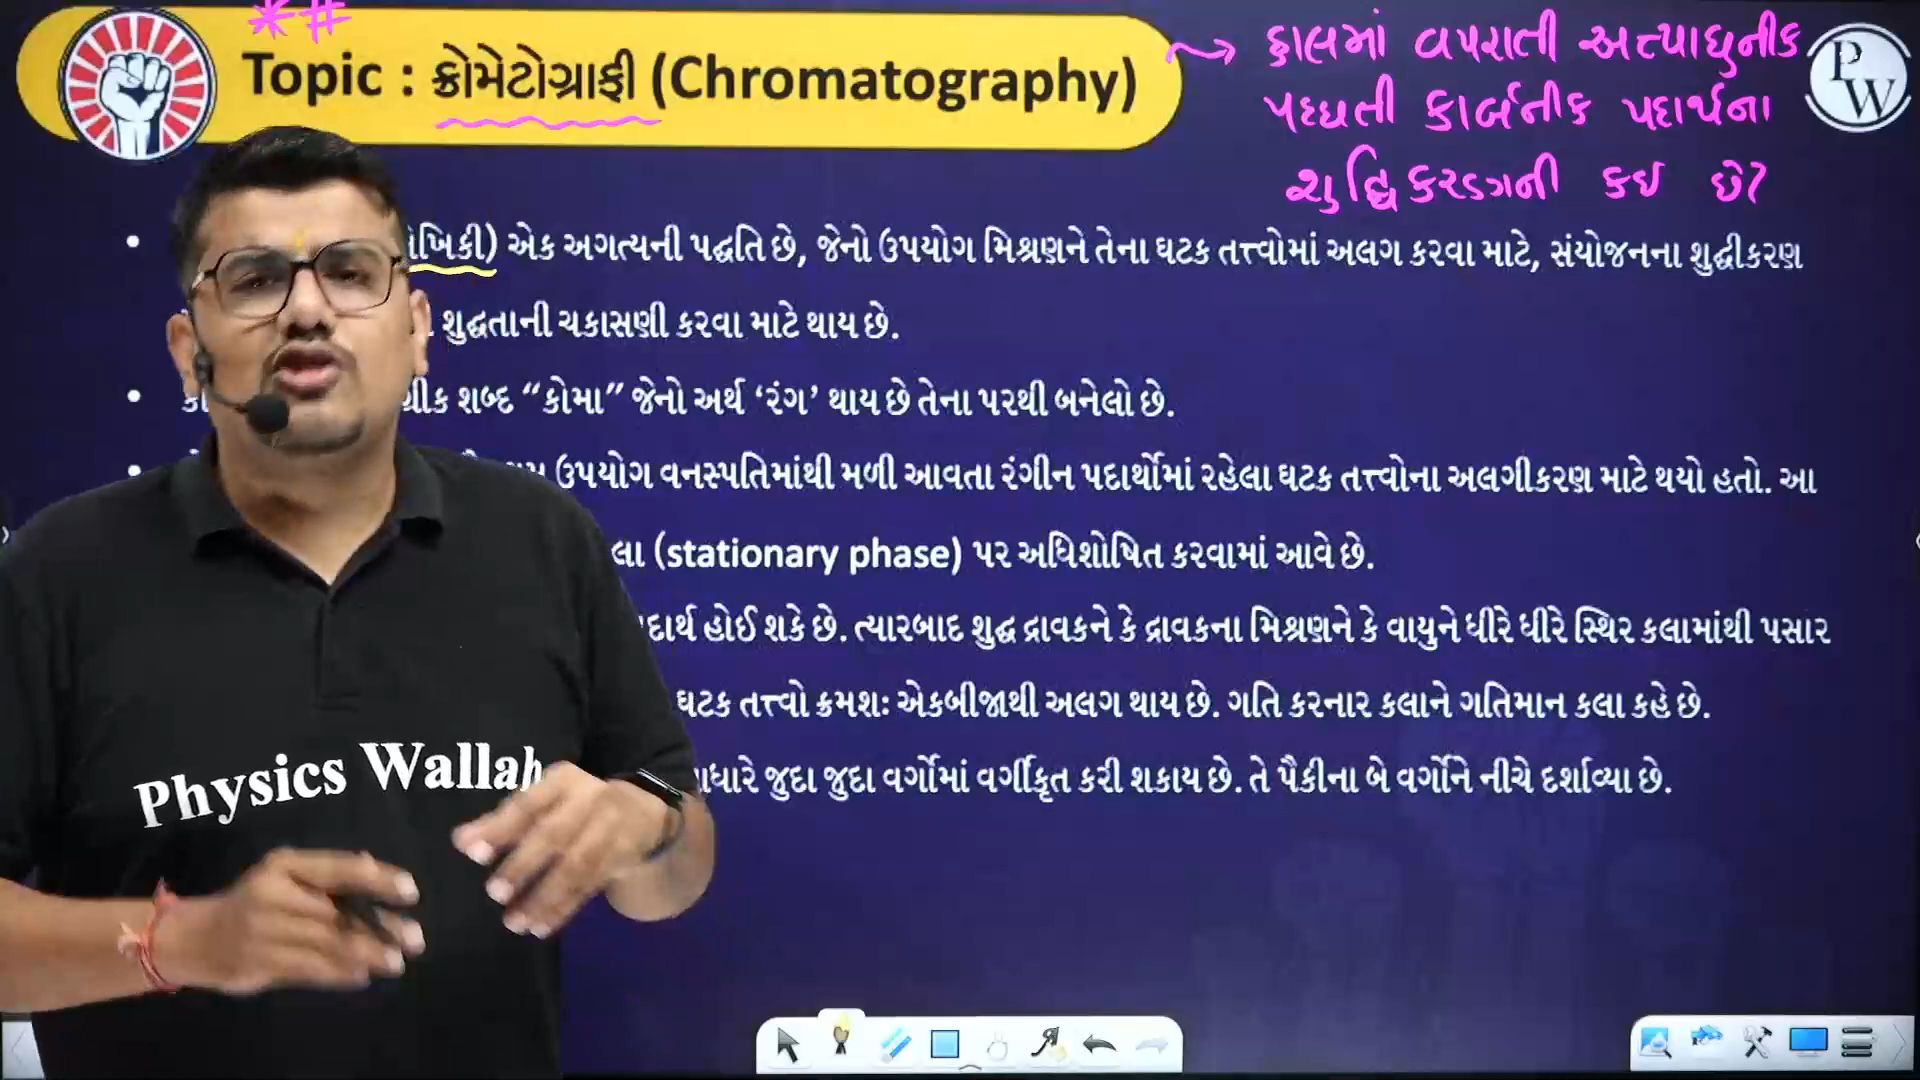 Topic : ક્રોમેટોગ્રાફી (Chromatography)
હાલમાં વપરાતી અત્યાધુનીક
પદ્ધતી કાર્બનીક પદાર્થના
શુદ્ધિકરણની કઇ છે?
PW
એક અગત્યની પદ્ધતિ છે, જેનો ઉપયોગ મિશ્રણને તેના ઘટક તત્ત્વોમાં અલગ કરવા માટે, સંયોજનના શુદ્ધીકરણ
શુદ્ધતાની ચકાસણી કરવા માટે થાય છે.
શબ્દ “કોમા” જેનો અર્થ ‘રંગ’ થાય છે તેના પરથી બનેલો છે.
ઉપયોગ વનસ્પતિમાંથી મળી આવતા રંગીન પદાર્થોમાં રહેલા ઘટક તત્ત્વોના અલગીકરણ માટે થયો હતો. આ
(stationary phase) પર અધિશોષિત કરવામાં આવે છે.
હોઈ શકે છે. ત્યારબાદ શુદ્ધ દ્રાવકને કે દ્રાવકના મિશ્રણને કે વાયુને ધીરે ધીરે સ્થિર કલામાંથી પસાર
ઘટક તત્ત્વો ક્રમશઃ એકબીજાથી અલગ થાય છે. ગતિ કરનાર કલાને ગતિમાન કલા કહે છે.
જુદા જુદા વર્ગોમાં વર્ગીકૃત કરી શકાય છે. તે પૈકીના બે વર્ગોને નીચે દર્શાવ્યા છે.
Physics Wallah